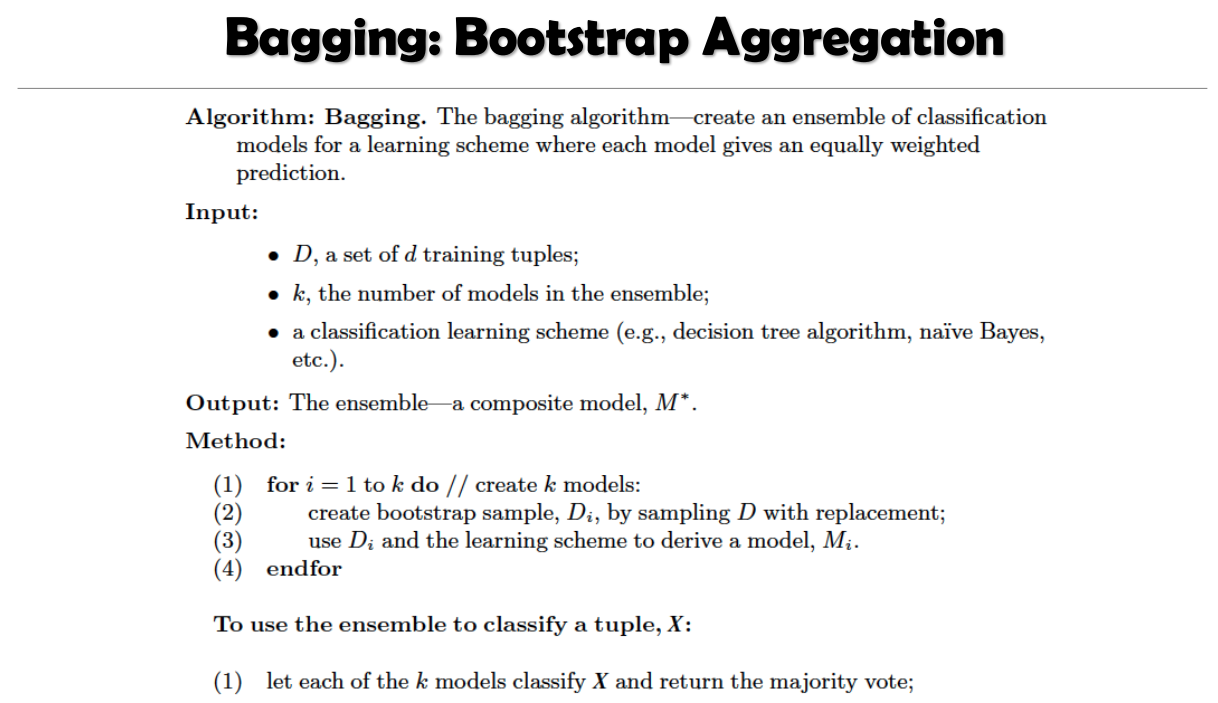 Bagging: Bootstrap Aggregation
Algorithm: Bagging. The bagging algorithm—create an ensemble of classification
models for a learning scheme where each model gives an equally weighted
prediction.
Input:
• D, a set of d training tuples;
• k, the number of models in the ensemble;
• a classification learning scheme (e.g., decision tree algorithm, naïve Bayes,
etc.).
Output: The ensemble—a composite model, M*.
Method:
(1) for i = 1 to k do // create k models:
(2) create bootstrap sample, Dᵢ, by sampling D with replacement;
(3) use Dᵢ and the learning scheme to derive a model, Mᵢ.
(4) endfor
To use the ensemble to classify a tuple, X:
(1) let each of the k models classify X and return the majority vote;